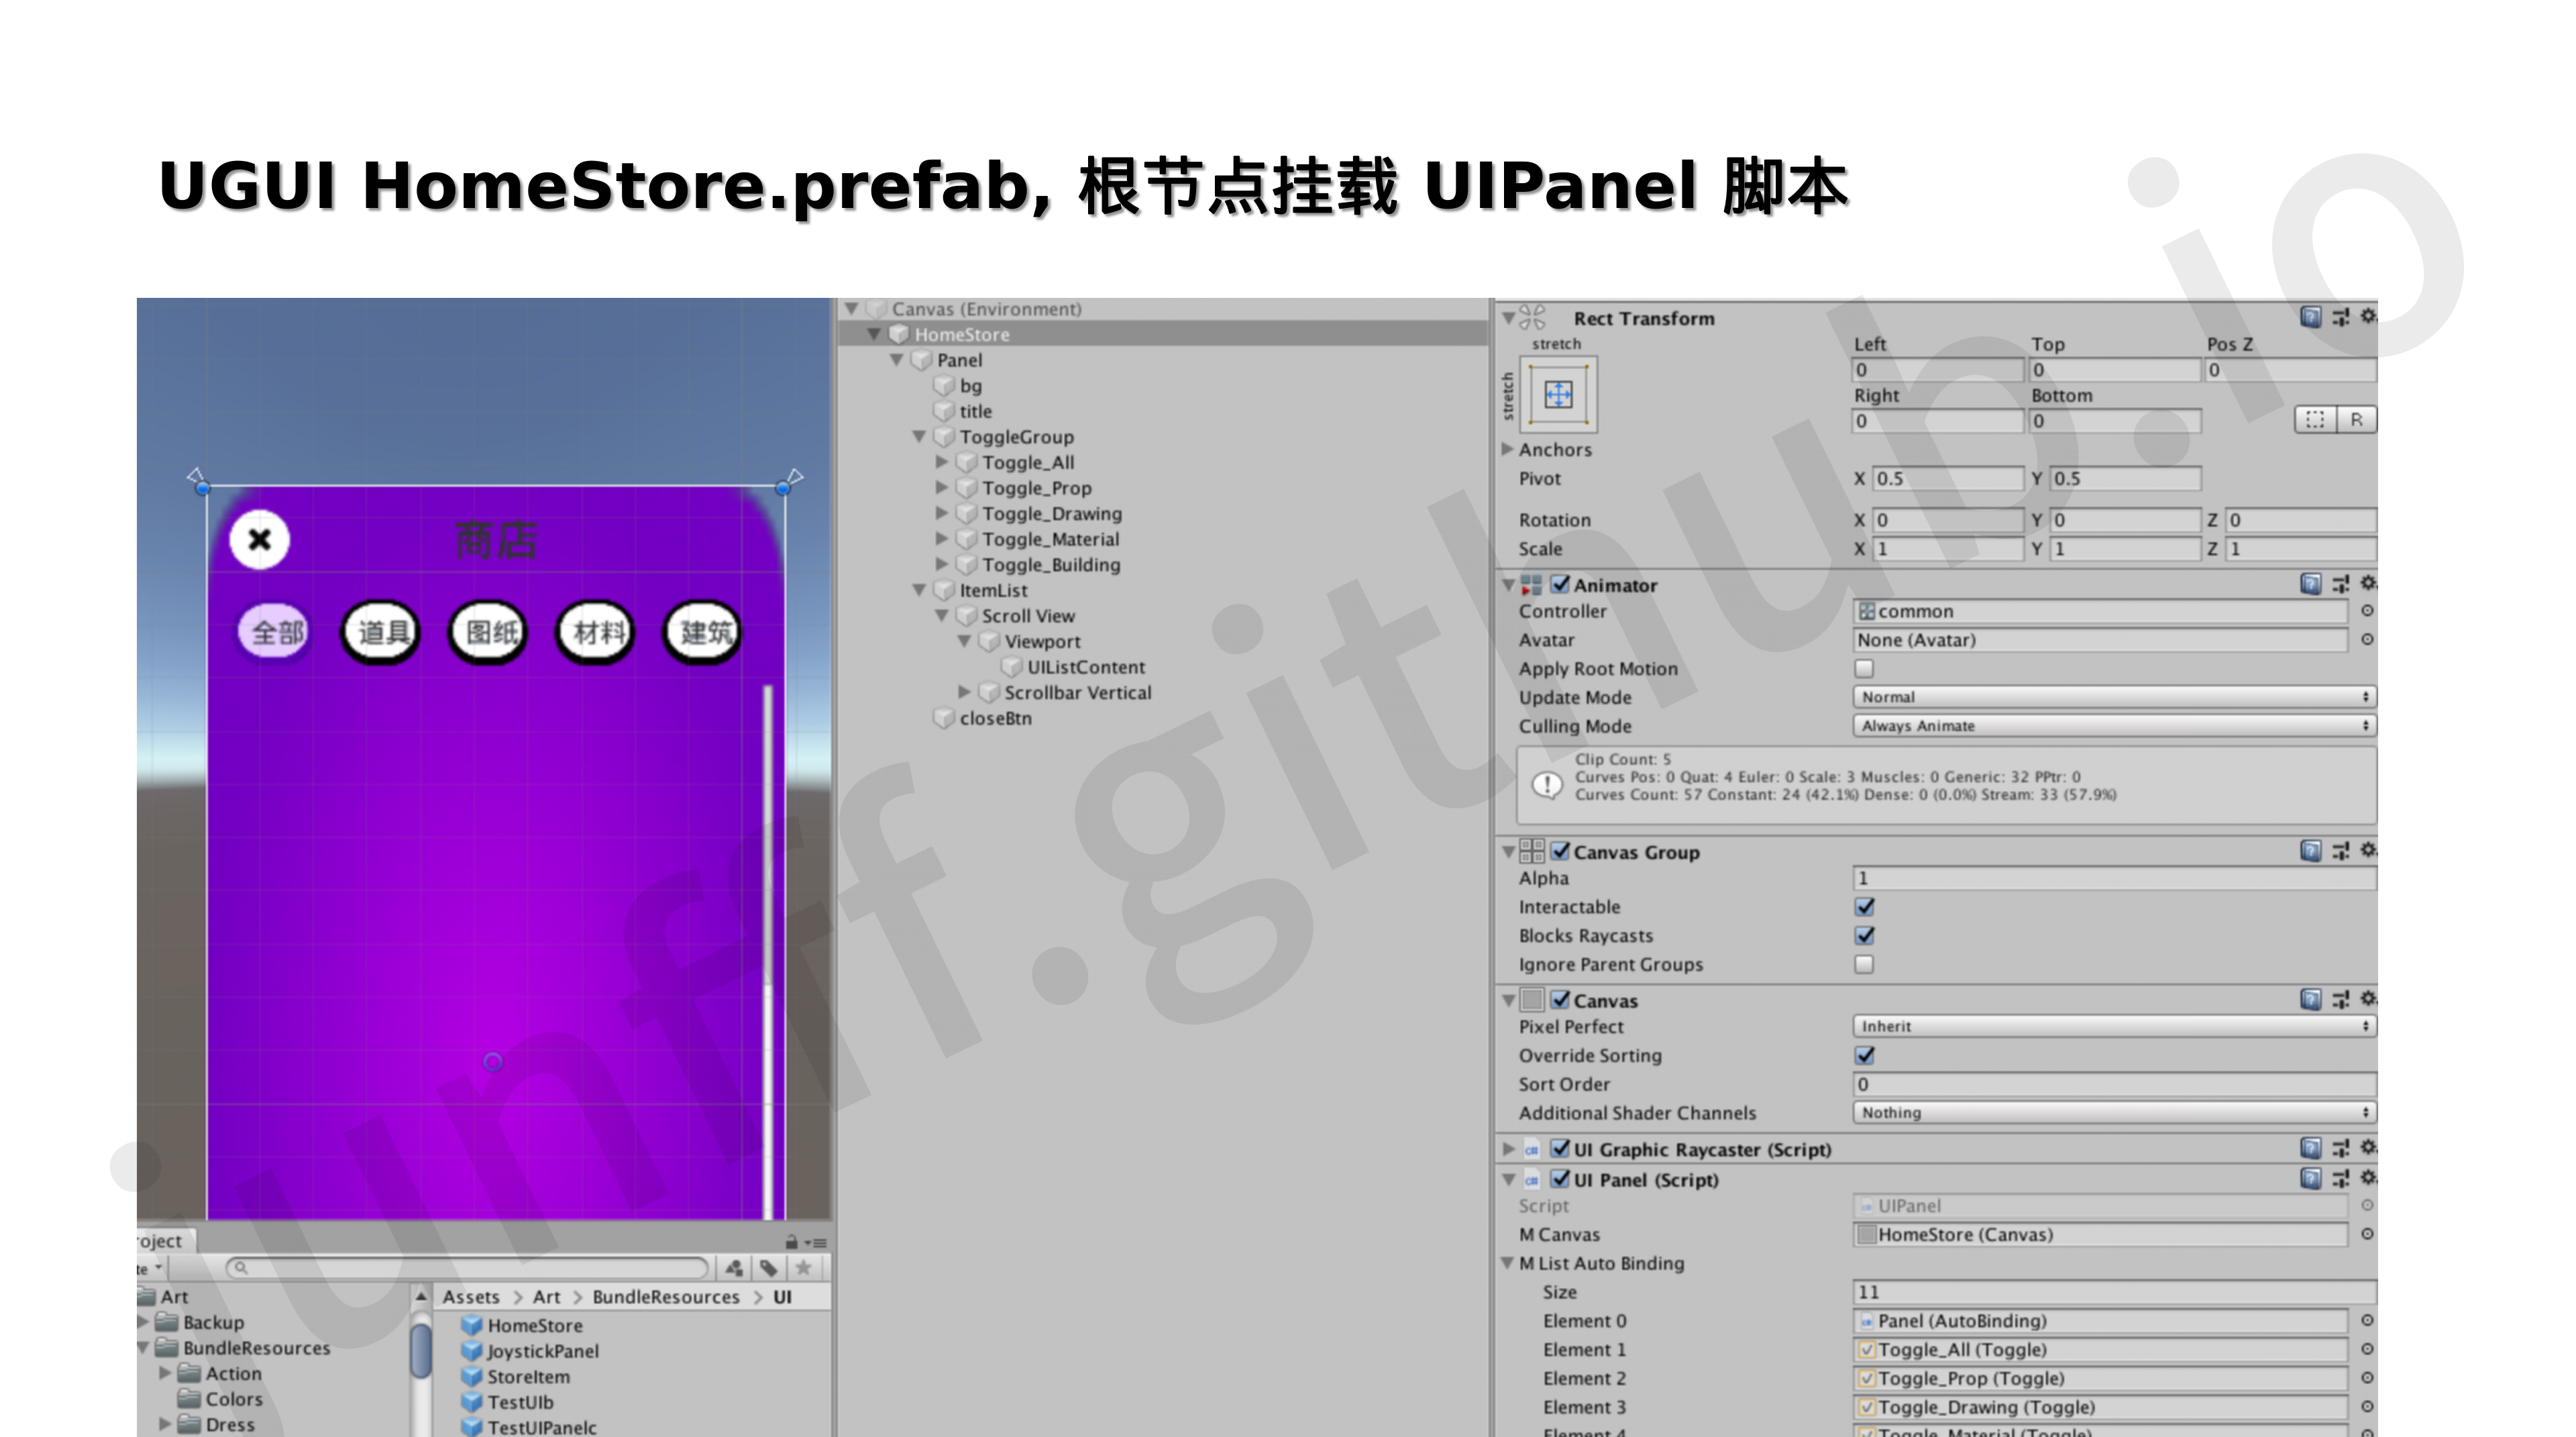 UGUI HomeStore.prefab, 根节点挂载 UIPanel 脚本
商店
全部 道具 图纸 材料 建筑
oject
te
Art
Backup
BundleResources
Action
Colors
Dress
Assets > Art > BundleResources > UI
HomeStore
JoystickPanel
StoreItem
TestUIb
TestUIPanelc
Canvas (Environment)
HomeStore
Panel
bg
title
ToggleGroup
Toggle_All
Toggle_Prop
Toggle_Drawing
Toggle_Material
Toggle_Building
ItemList
Scroll View
Viewport
UIListContent
Scrollbar Vertical
closeBtn
Rect Transform
stretch Left Top Pos Z
stretch 0 0 0
Right Bottom
0 0 R
Anchors
Pivot X 0.5 Y 0.5
Rotation X 0 Y 0 Z 0
Scale X 1 Y 1 Z 1
Animator
Controller common
Avatar None (Avatar)
Apply Root Motion
Update Mode Normal
Culling Mode Always Animate
Clip Count: 5
Curves Pos: 0 Quat: 4 Euler: 0 Scale: 3 Muscles: 0 Generic: 32 PPtr: 0
Curves Count: 57 Constant: 24 (42.1%) Dense: 0 (0.0%) Stream: 33 (57.9%)
Canvas Group
Alpha 1
Interactable
Blocks Raycasts
Ignore Parent Groups
Canvas
Pixel Perfect Inherit
Override Sorting
Sort Order 0
Additional Shader Channels Nothing
UI Graphic Raycaster (Script)
UI Panel (Script)
Script UIPanel
M Canvas HomeStore (Canvas)
M List Auto Binding
Size 11
Element 0 Panel (AutoBinding)
Element 1 Toggle_All (Toggle)
Element 2 Toggle_Prop (Toggle)
Element 3 Toggle_Drawing (Toggle)
Element 4 Toggle_Material (Toggle)
junff.github.io